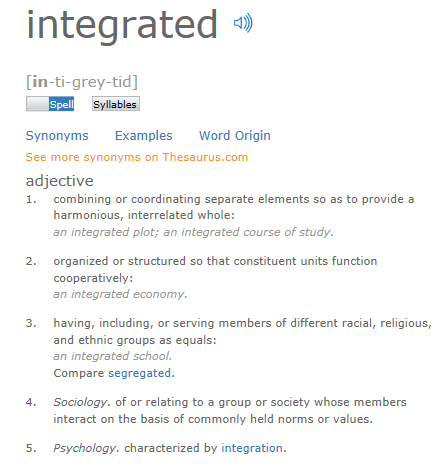 integrated
[in-ti-grey-tid]
Spell Syllables
Synonyms Examples Word Origin
See more synonyms on Thesaurus.com
adjective
1. combining or coordinating separate elements so as to provide a
harmonious, interrelated whole:
an integrated plot; an integrated course of study.
2. organized or structured so that constituent units function
cooperatively:
an integrated economy.
3. having, including, or serving members of different racial, religious,
and ethnic groups as equals:
an integrated school.
Compare segregated.
4. Sociology. of or relating to a group or society whose members
interact on the basis of commonly held norms or values.
5. Psychology. characterized by integration.